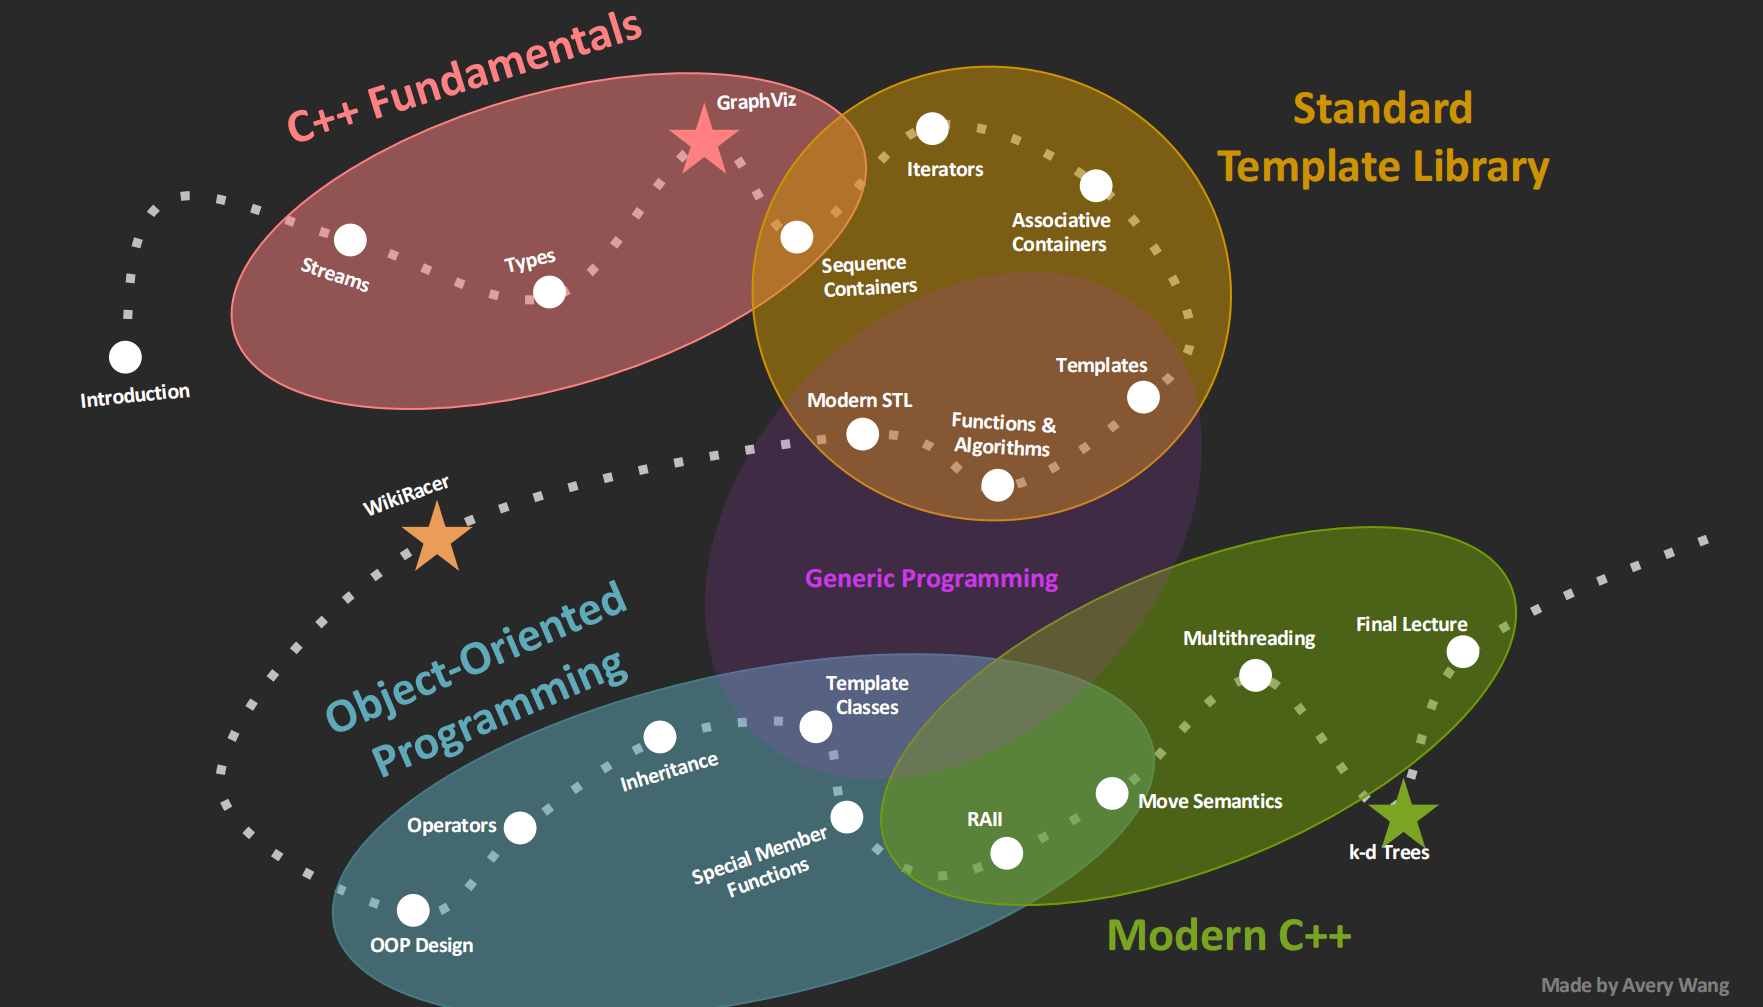 C++ Fundamentals
GraphViz
Standard
Template Library
Iterators
Associative
Containers
Streams
Types
Sequence
Containers
Introduction
Templates
Modern STL
Functions &
Algorithms
WikiRacer
Generic Programming
Object-Oriented
Programming
Multithreading
Final Lecture
Template
Classes
Inheritance
Operators
Special Member
Functions
RAII
Move Semantics
k-d Trees
OOP Design
Modern C++
Made by Avery Wang